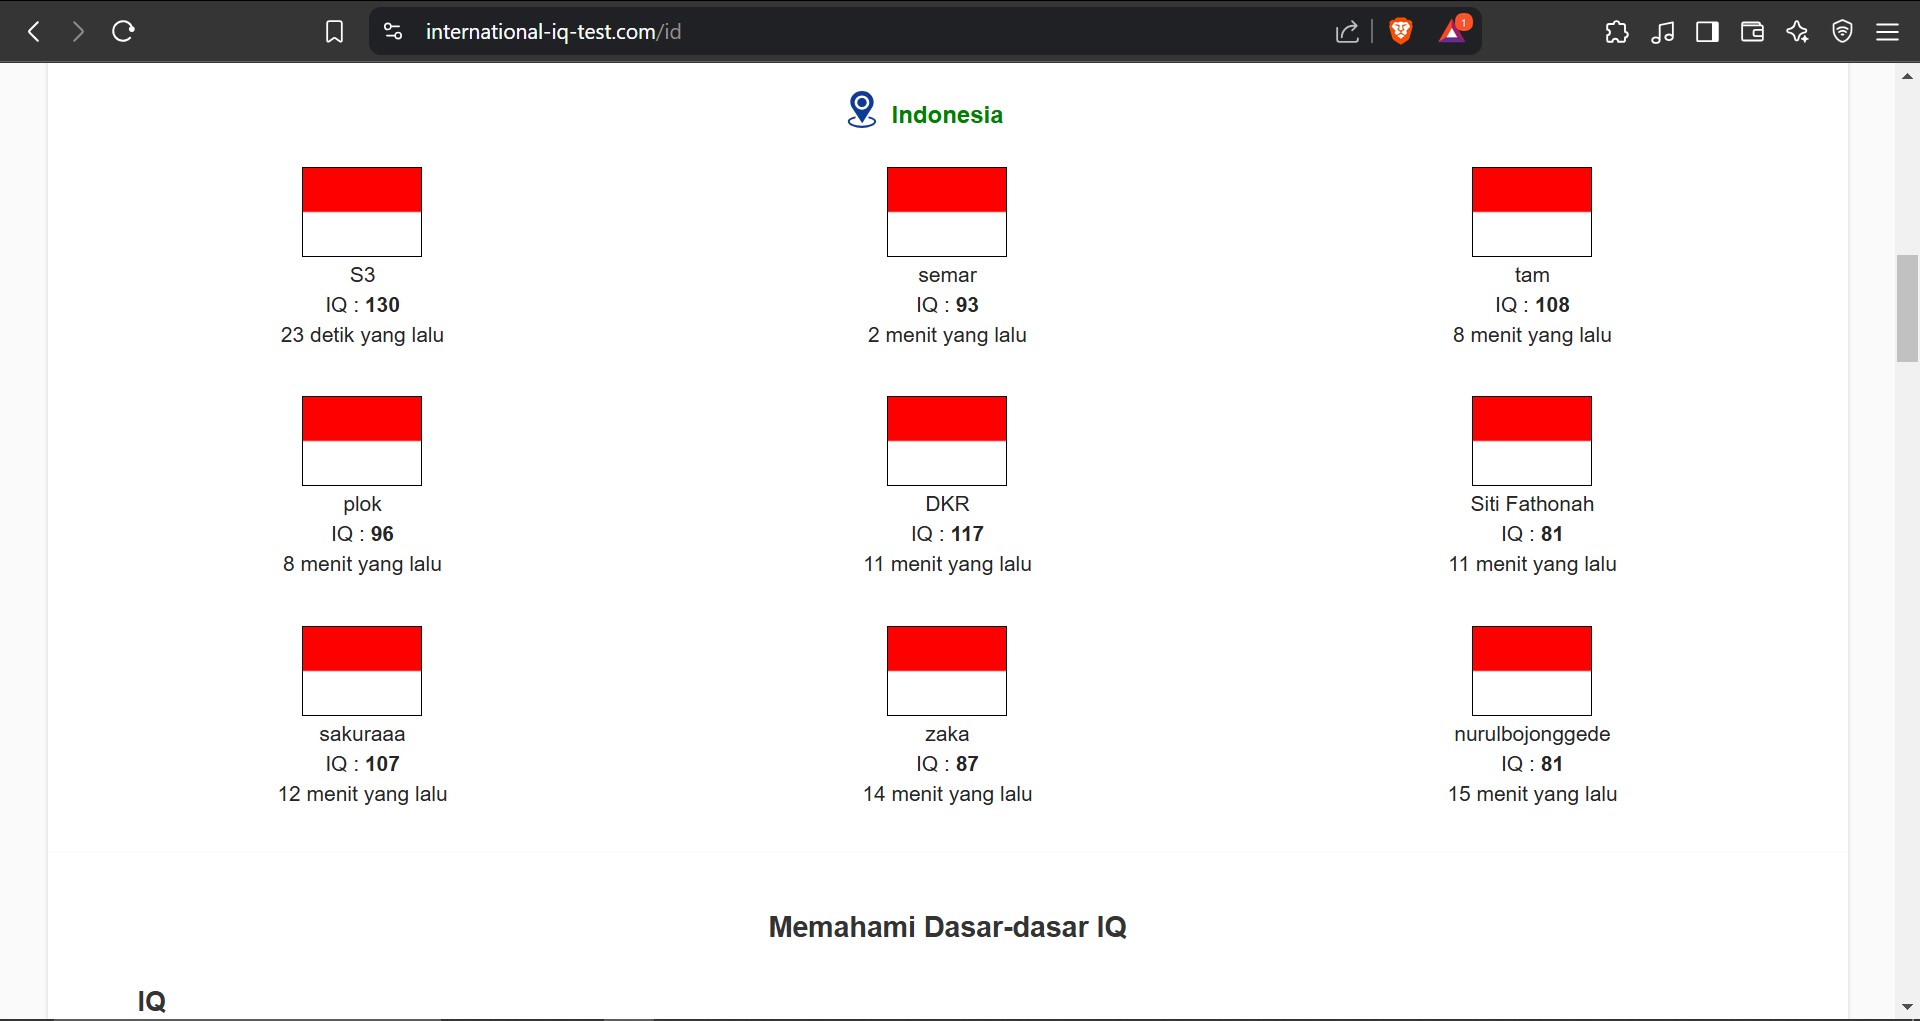 international-iq-test.com/id
1
Indonesia
S3
IQ : 130
23 detik yang lalu
semar
IQ : 93
2 menit yang lalu
tam
IQ : 108
8 menit yang lalu
plok
IQ : 96
8 menit yang lalu
DKR
IQ : 117
11 menit yang lalu
Siti Fathonah
IQ : 81
11 menit yang lalu
sakuraaa
IQ : 107
12 menit yang lalu
zaka
IQ : 87
14 menit yang lalu
nurulbojonggede
IQ : 81
15 menit yang lalu
Memahami Dasar-dasar IQ
IQ